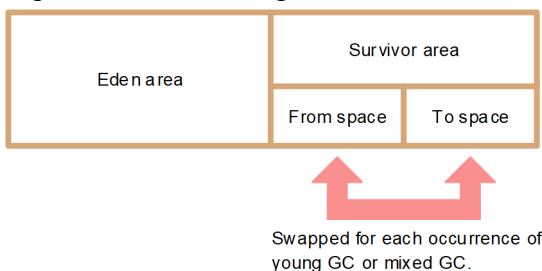 Eden area
Survivor area
From space
To space
Swapped for each occurrence of
young GC or mixed GC.